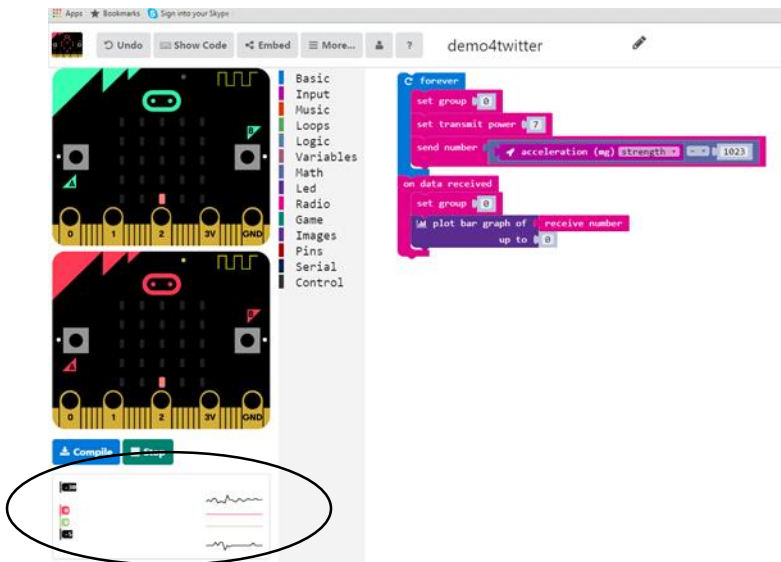 Apps Bookmarks Sign into your Skype
Undo Show Code Embed More... ? demo4twitter
Basic
Input
Music
Loops
Logic
Variables
Math
Led
Radio
Game
Images
Pins
Serial
Control
B
A
0 1 2 3V GND
B
A
0 1 2 3V GND
Compile Stop
forever
set group 0
set transmit power 7
send number acceleration (mg) strength - 1023
on data received
set group 0
plot bar graph of receive number
up to 0